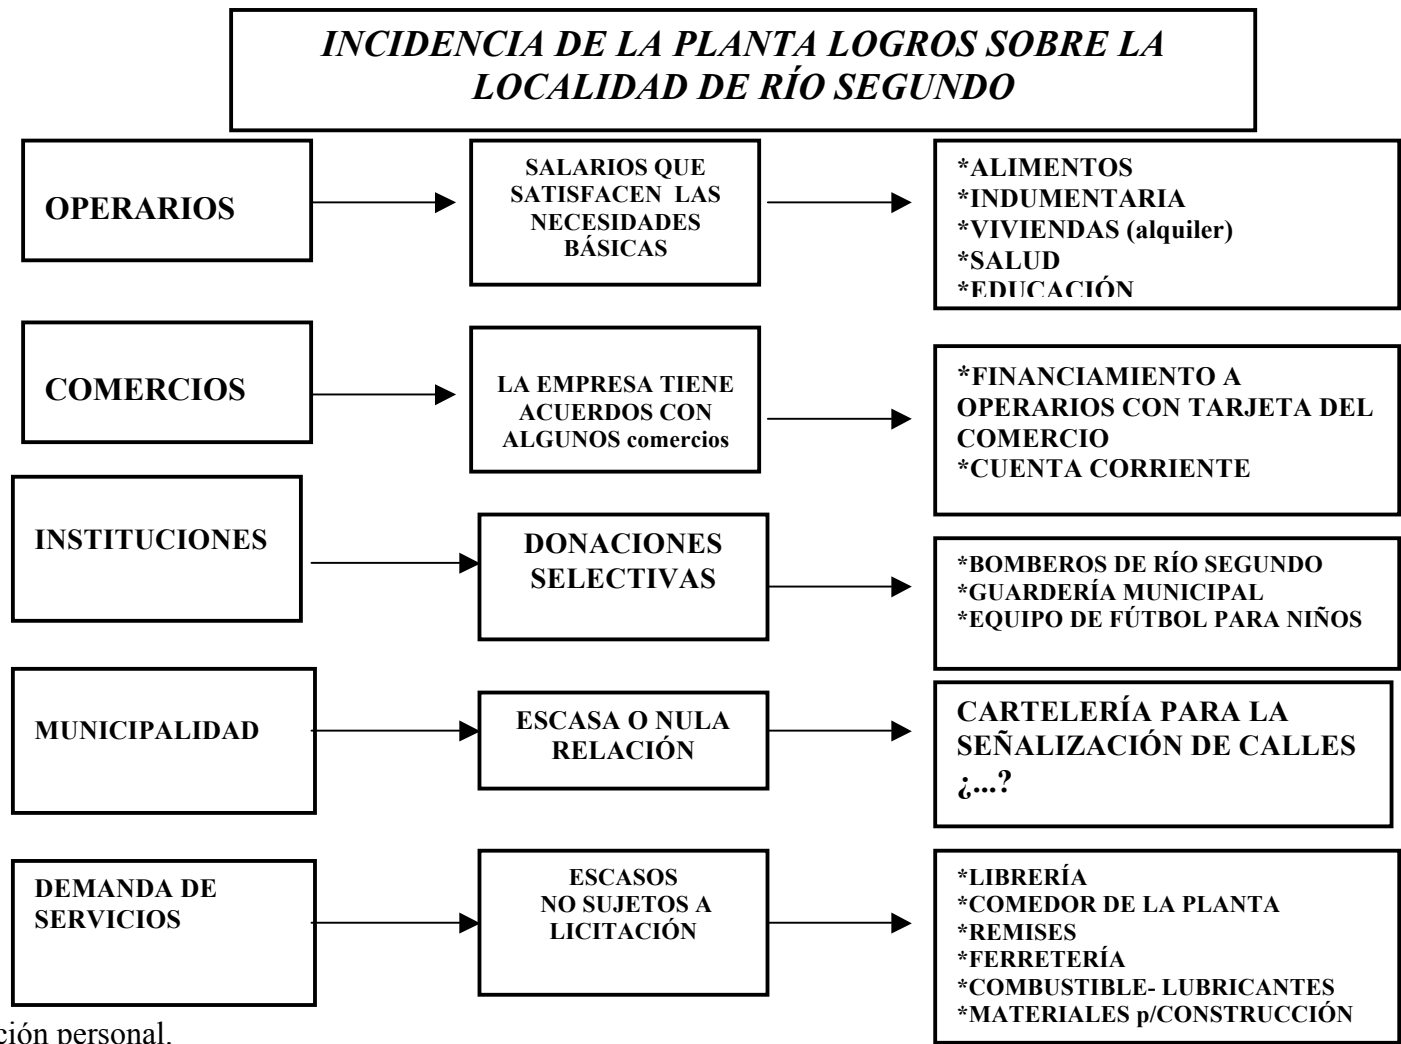 INCIDENCIA DE LA PLANTA LOGROS SOBRE LA
LOCALIDAD DE RÍO SEGUNDO
OPERARIOS
SALARIOS QUE
SATISFACEN LAS
NECESIDADES
BÁSICAS
*ALIMENTOS
*INDUMENTARIA
*VIVIENDAS (alquiler)
*SALUD
*EDUCACIÓN
COMERCIOS
LA EMPRESA TIENE
ACUERDOS CON
ALGUNOS comercios
*FINANCIAMIENTO A
OPERARIOS CON TARJETA DEL
COMERCIO
*CUENTA CORRIENTE
INSTITUCIONES
DONACIONES
SELECTIVAS
*BOMBEROS DE RÍO SEGUNDO
*GUARDERÍA MUNICIPAL
*EQUIPO DE FÚTBOL PARA NIÑOS
MUNICIPALIDAD
ESCASA O NULA
RELACIÓN
CARTELERÍA PARA LA
SEÑALIZACIÓN DE CALLES
¿...?
DEMANDA DE
SERVICIOS
ESCASOS
NO SUJETOS A
LICITACIÓN
*LIBRERÍA
*COMEDOR DE LA PLANTA
*REMISES
*FERRETERÍA
*COMBUSTIBLE- LUBRICANTES
*MATERIALES p/CONSTRUCCIÓN
ción personal.